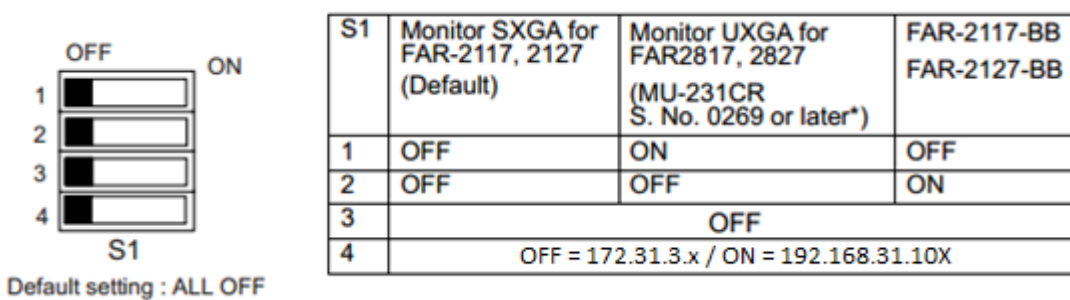 OFF
ON
1
2
3
4
S1
Default setting : ALL OFF
S1
Monitor SXGA for
FAR-2117, 2127
(Default)
Monitor UXGA for
FAR2817, 2827
(MU-231CR
S. No. 0269 or later*)
FAR-2117-BB
FAR-2127-BB
1 OFF ON OFF
2 OFF OFF ON
3 OFF
4 OFF = 172.31.3.x / ON = 192.168.31.10X